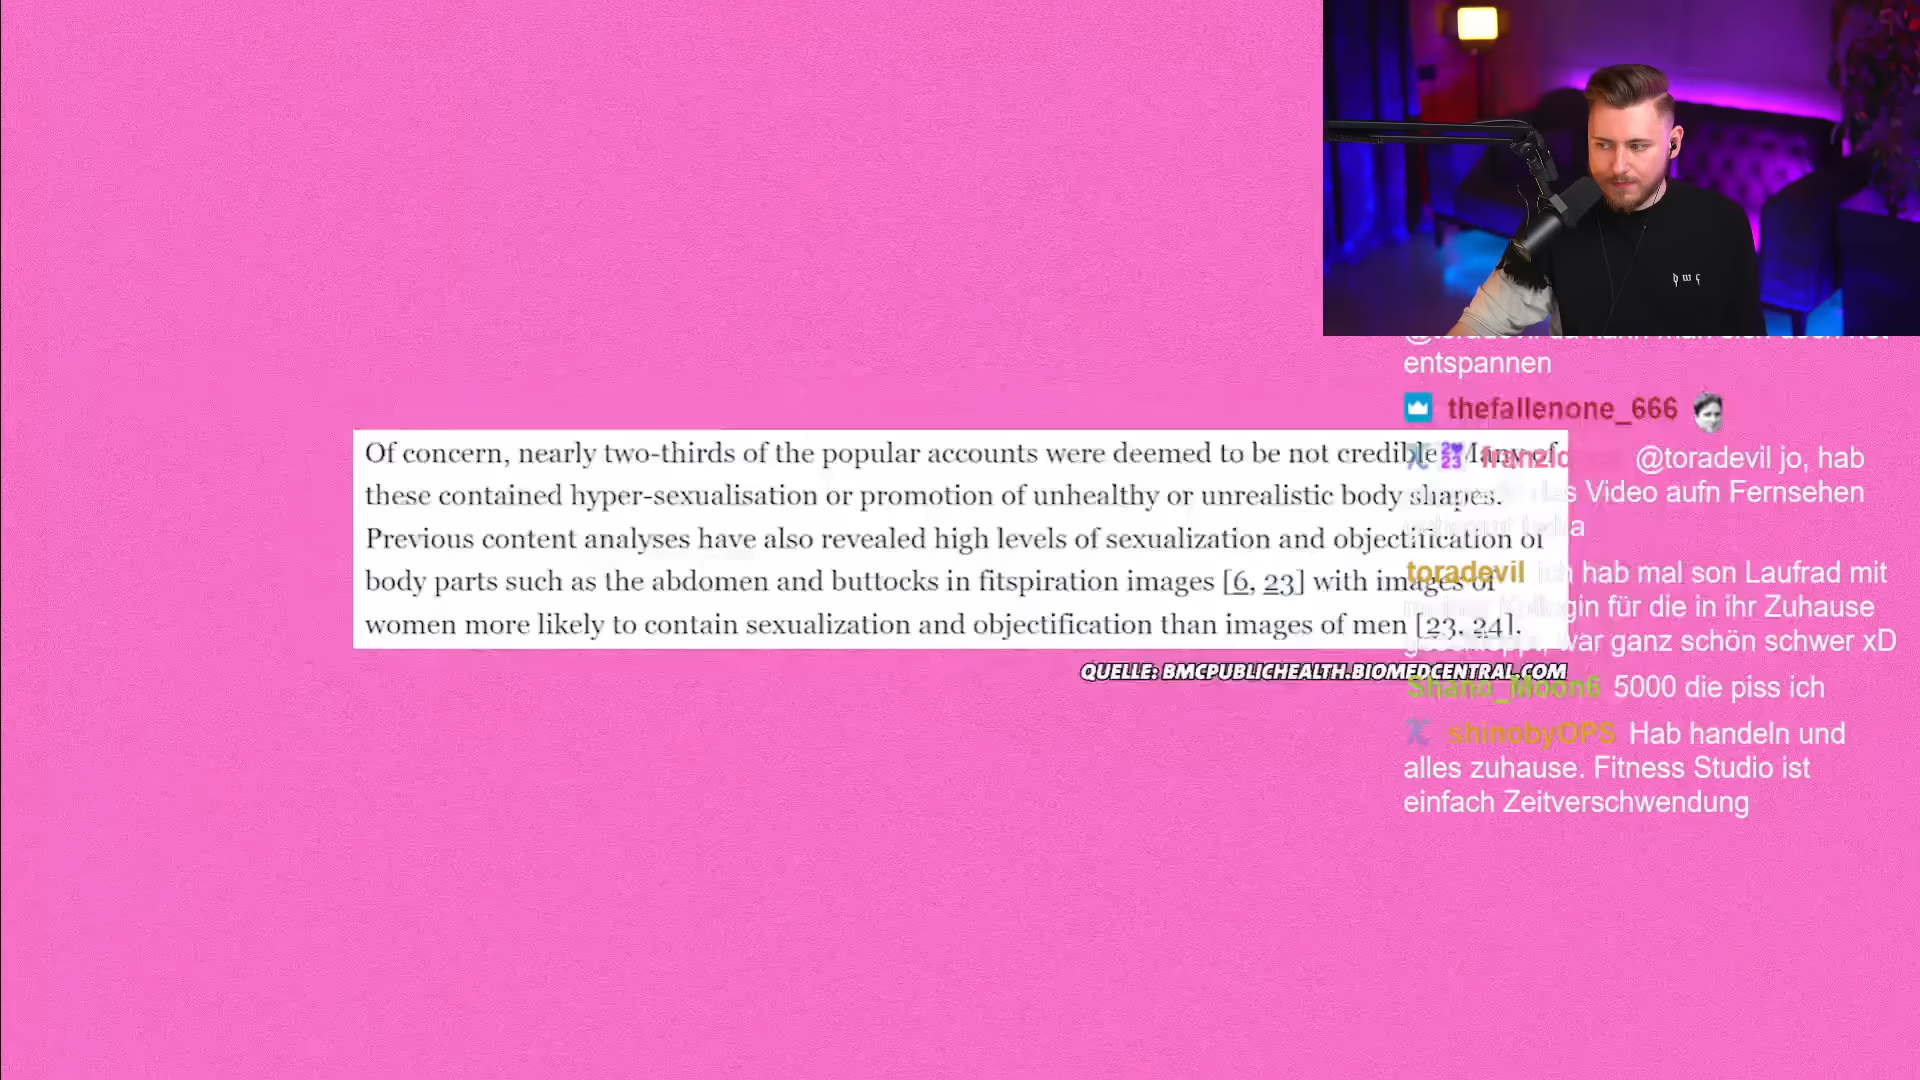 Of concern, nearly two-thirds of the popular accounts were deemed to be not credible Many of
these contained hyper-sexualisation or promotion of unhealthy or unrealistic body shapes.
Previous content analyses have also revealed high levels of sexualization and objectification of
body parts such as the abdomen and buttocks in fitspiration images [6, 23] with images of
women more likely to contain sexualization and objectification than images of men [23, 24].
QUELLE: BMCPUBLICHEALTH.BIOMEDCENTRAL.COM
entspannen
thefallenone_666
@toradevil jo, hab
Video aufn Fernsehen
toradevil ich hab mal son Laufrad mit
für die in ihr Zuhause
war ganz schön schwer xD
Shano_Moon6 5000 die piss ich
shinobyOPS Hab handeln und
alles zuhause. Fitness Studio ist
einfach Zeitverschwendung